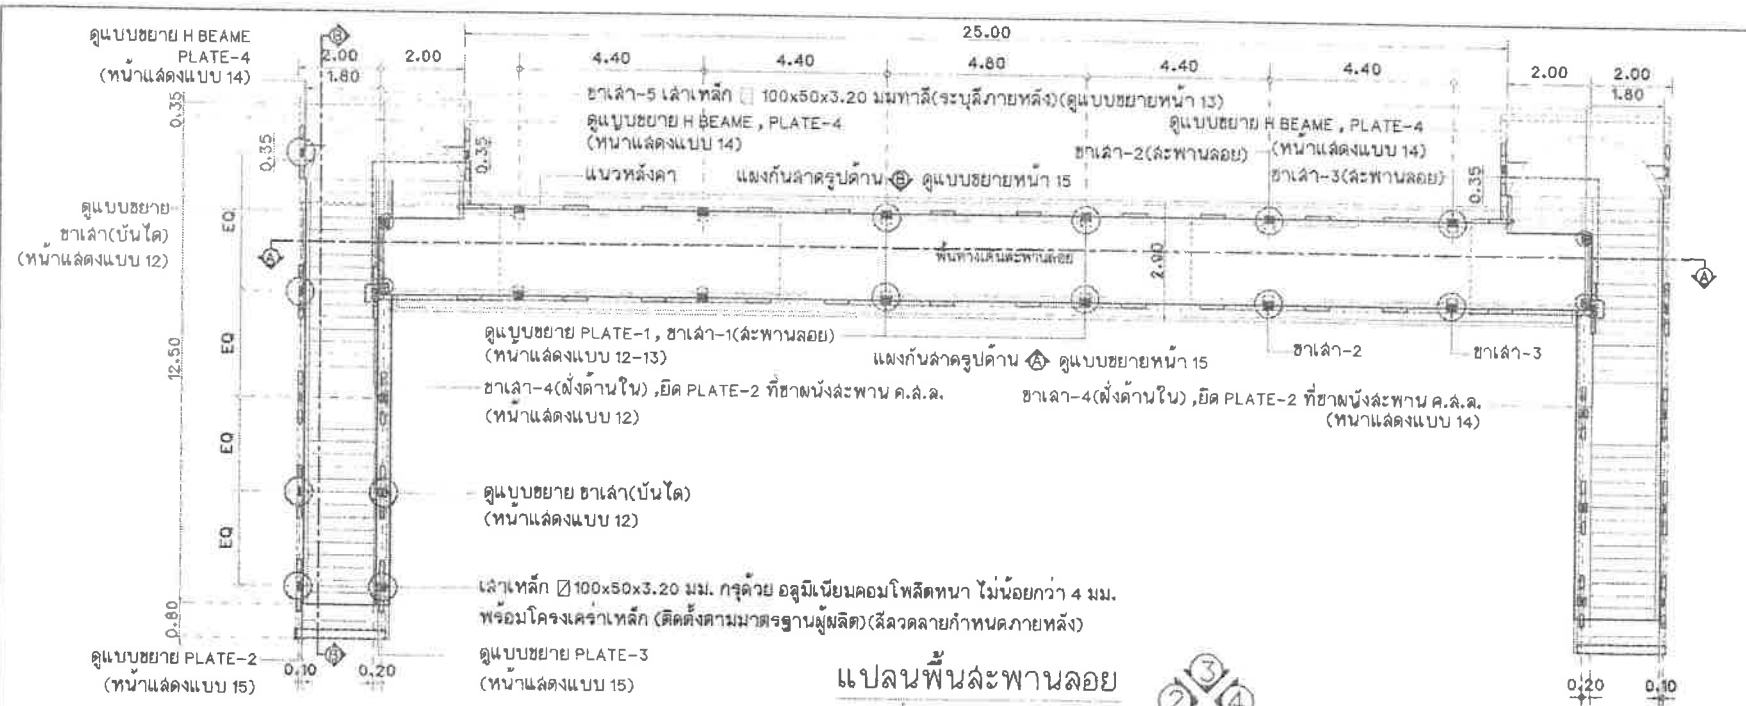 ดูแบบขยาย H BEAME
PLATE-4
(หน้าแสดงแบบ 14)
B
2.00
1.80
2.00
25.00
4.40
4.40
4.80
4.40
4.40
2.00
2.00
1.80
0.35
0.35
0.35
0.35
ขาเสา-5 เสาเหล็ก 100x50x3.20 มมทาสี(ระบุสีภายหลัง)(ดูแบบขยายหน้า 13)
ดูแบบขยาย H BEAME , PLATE-4
(หน้าแสดงแบบ 14)
ดูแบบขยาย H BEAME , PLATE-4
(หน้าแสดงแบบ 14)
ขาเสา-2(สะพานลอย)
ขาเสา-3(สะพานลอย)
แนวหลังคา
แผงกันสาดรูปด้าน B ดูแบบขยายหน้า 15
ดูแบบขยาย
ขาเสา(บันได)
(หน้าแสดงแบบ 12)
EQ
A
พื้นทางเดินสะพานลอย
2.90
A
ดูแบบขยาย PLATE-1 , ขาเสา-1(สะพานลอย)
(หน้าแสดงแบบ 12-13)
แผงกันสาดรูปด้าน A ดูแบบขยายหน้า 15
ขาเสา-2
ขาเสา-3
EQ
12.50
ขาเสา-4(ฝั่งด้านใน) ,ยึด PLATE-2 ที่ขาผนังสะพาน ค.ส.ล.
(หน้าแสดงแบบ 12)
ขาเสา-4(ฝั่งด้านใน) ,ยึด PLATE-2 ที่ขาผนังสะพาน ค.ส.ล.
(หน้าแสดงแบบ 14)
EQ
ดูแบบขยาย ขาเสา(บันได)
(หน้าแสดงแบบ 12)
EQ
เสาเหล็ก 100x50x3.20 มม. กรุด้วย อลูมิเนียมคอมโพสิตหนา ไม่น้อยกว่า 4 มม.
พร้อมโครงเคร่าเหล็ก (ติดตั้งตามมาตรฐานผู้ผลิต)(สีลวดลายกำหนดภายหลัง)
0.80
ดูแบบขยาย PLATE-2
(หน้าแสดงแบบ 15)
0.10
B
0.20
ดูแบบขยาย PLATE-3
(หน้าแสดงแบบ 15)
แปลนพื้นสะพานลอย
3
2
4
0.20
0.10